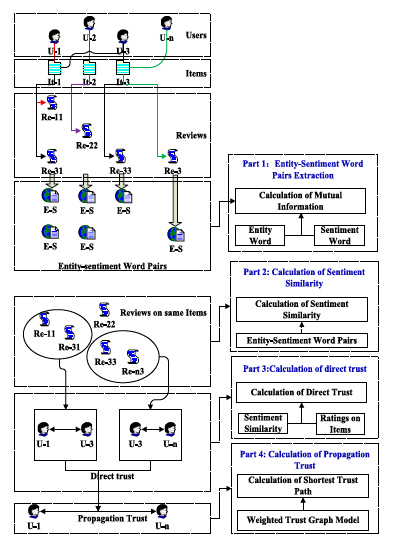 U-1
U-2
U-3
U-n
Users
It-1
It-2
It-3
Items
Re-11
Re-22
Reviews
Re-31
Re-33
Re-3
E-S
E-S
E-S
E-S
E-S
E-S
Entity-sentiment Word Pairs
Part 1: Entity-Sentiment Word
Pairs Extraction
Calculation of Mutual
Information
Entity
Word
Sentiment
Word
Part 2: Calculation of Sentiment
Similarity
Calculation of Sentiment
Similarity
Entity-Sentiment Word Pairs
Reviews on same Items
Re-11
Re-22
Re-31
Re-33
Re-n3
Part 3:Calculation of direct trust
Calculation of Direct Trust
Sentiment
Similarity
Ratings on
Items
U-1
U-3
U-3
U-n
Direct trust
Part 4: Calculation of Propagation
Trust
Calculation of Shortest Trust
Path
Weighted Trust Graph Model
U-1
Propagation Trust
U-n